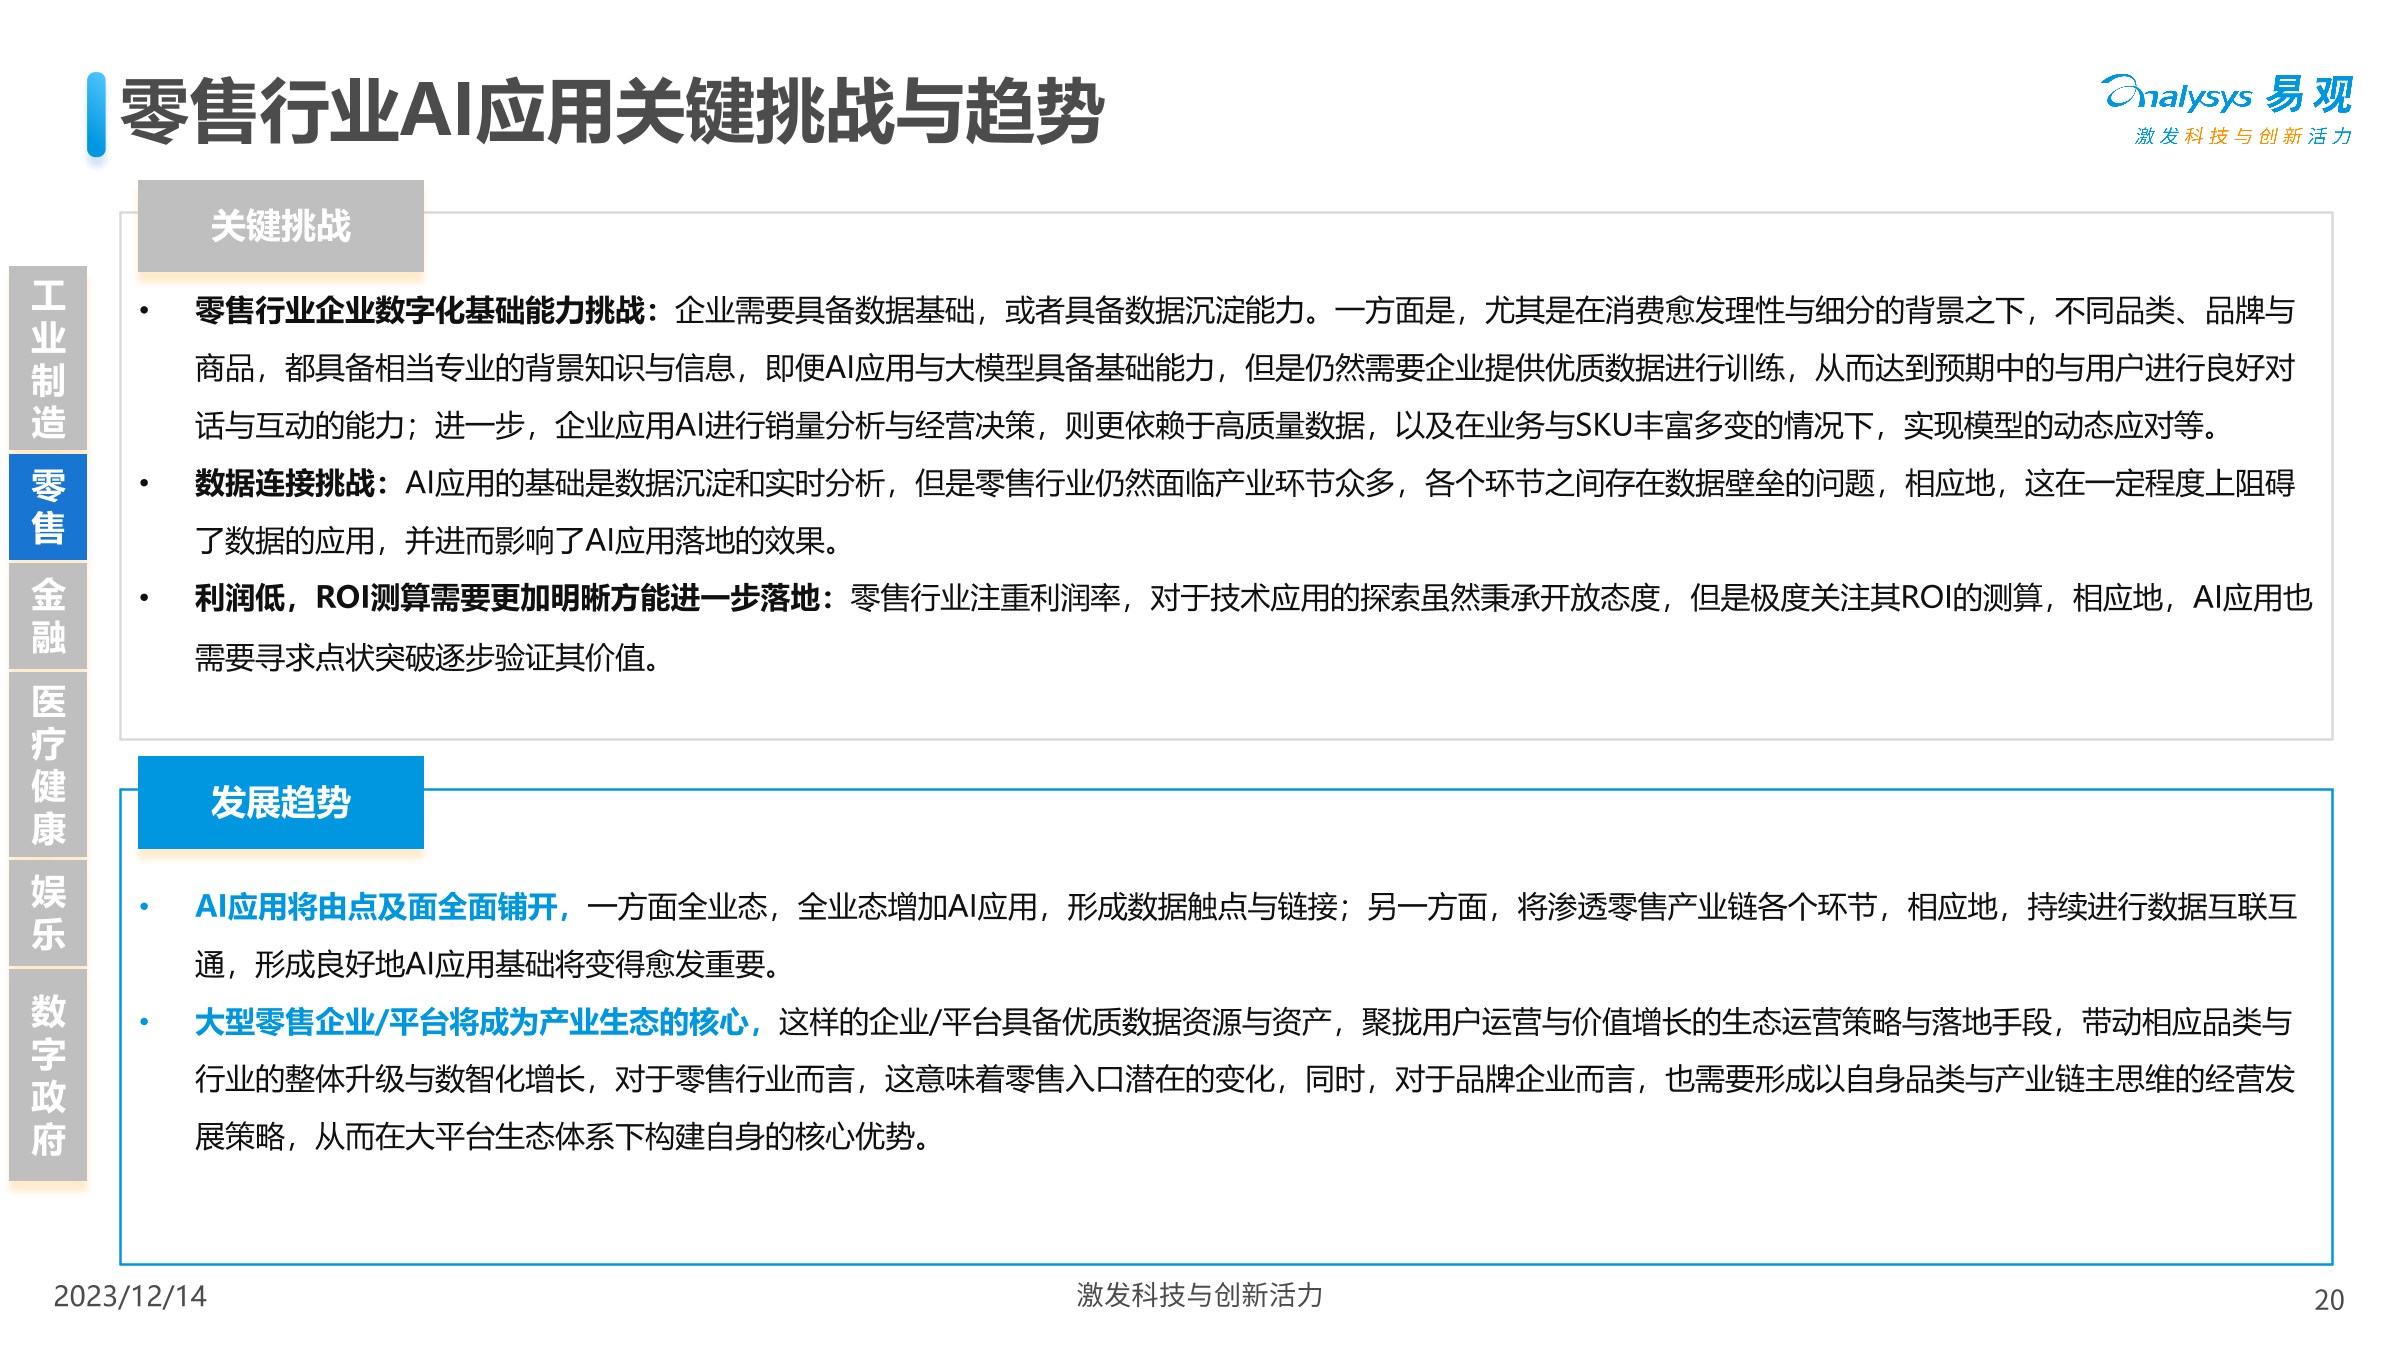 零售行业AI应用关键挑战与趋势
analysys 易观
激发科技与创新活力
工业制造
零售
金融
医疗健康
娱乐
数字政府
关键挑战
• 零售行业企业数字化基础能力挑战：企业需要具备数据基础，或者具备数据沉淀能力。一方面是，尤其是在消费愈发理性与细分的背景之下，不同品类、品牌与
商品，都具备相当专业的背景知识与信息，即便AI应用与大模型具备基础能力，但是仍然需要企业提供优质数据进行训练，从而达到预期中的与用户进行良好对
话与互动的能力；进一步，企业应用AI进行销量分析与经营决策，则更依赖于高质量数据，以及在业务与SKU丰富多变的情况下，实现模型的动态应对等。
• 数据连接挑战：AI应用的基础是数据沉淀和实时分析，但是零售行业仍然面临产业环节众多，各个环节之间存在数据壁垒的问题，相应地，这在一定程度上阻碍
了数据的应用，并进而影响了AI应用落地的效果。
• 利润低，ROI测算需要更加明晰方能进一步落地：零售行业注重利润率，对于技术应用的探索虽然秉承开放态度，但是极度关注其ROI的测算，相应地，AI应用也
需要寻求点状突破逐步验证其价值。
发展趋势
• AI应用将由点及面全面铺开，一方面全业态，全业态增加AI应用，形成数据触点与链接；另一方面，将渗透零售产业链各个环节，相应地，持续进行数据互联互
通，形成良好地AI应用基础将变得愈发重要。
• 大型零售企业/平台将成为产业生态的核心，这样的企业/平台具备优质数据资源与资产，聚拢用户运营与价值增长的生态运营策略与落地手段，带动相应品类与
行业的整体升级与数智化增长，对于零售行业而言，这意味着零售入口潜在的变化，同时，对于品牌企业而言，也需要形成以自身品类与产业链主思维的经营发
展策略，从而在大平台生态体系下构建自身的核心优势。
2023/12/14
激发科技与创新活力
20